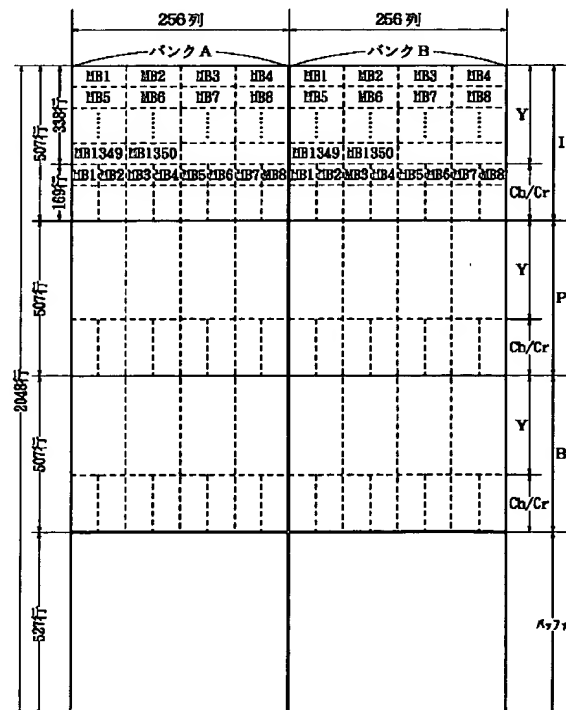 256列 256列
バンクA バンクB
MB1 MB2 MB3 MB4 MB1 MB2 MB3 MB4
MB5 MB6 MB7 MB8 MB5 MB6 MB7 MB8
MB1349 MB1350 MB1349 MB1350
MB1 MB2 MB3 MB4 MB5 MB6 MB7 MB8 MB1 MB2 MB3 MB4 MB5 MB6 MB7 MB8
Y
Cb/Cr
I
Y
Cb/Cr
P
Y
Cb/Cr
B
バッファ
338行
169行
507行
507行
507行
527行
2048行